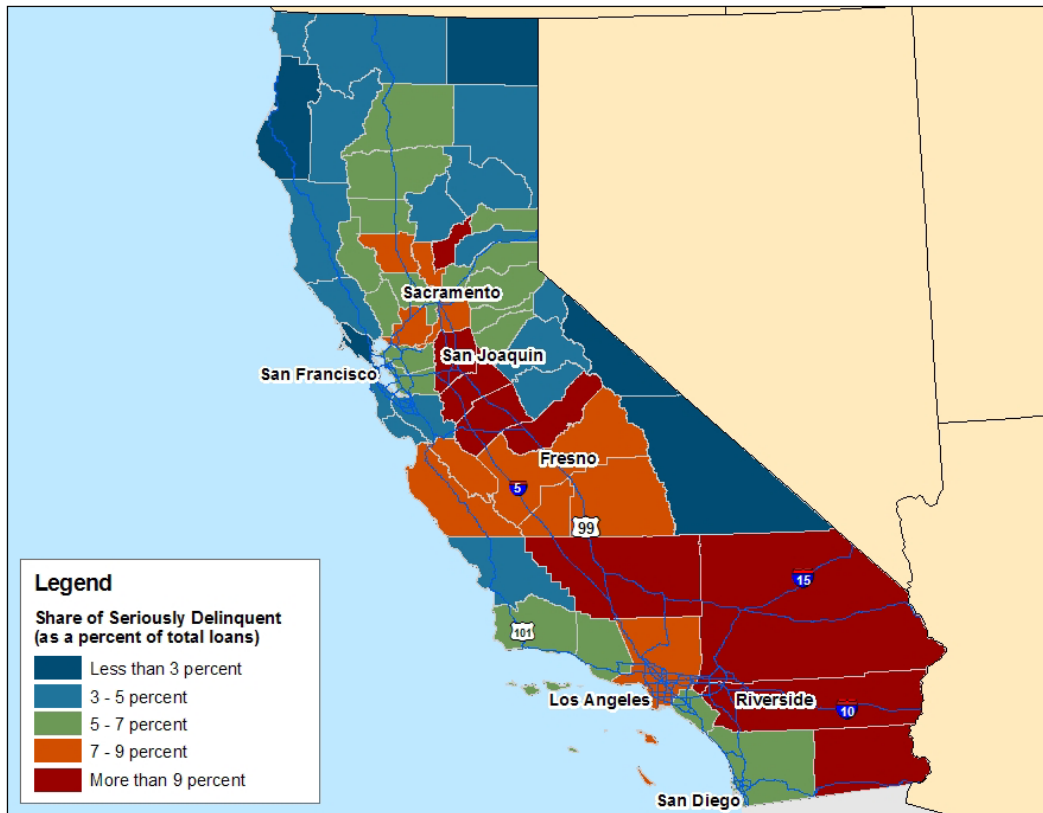 Sacramento
San Joaquin
San Francisco
Fresno
5
99
15
101
Los Angeles
Riverside
10
San Diego
Legend
Share of Seriously Delinquent
(as a percent of total loans)
Less than 3 percent
3 - 5 percent
5 - 7 percent
7 - 9 percent
More than 9 percent